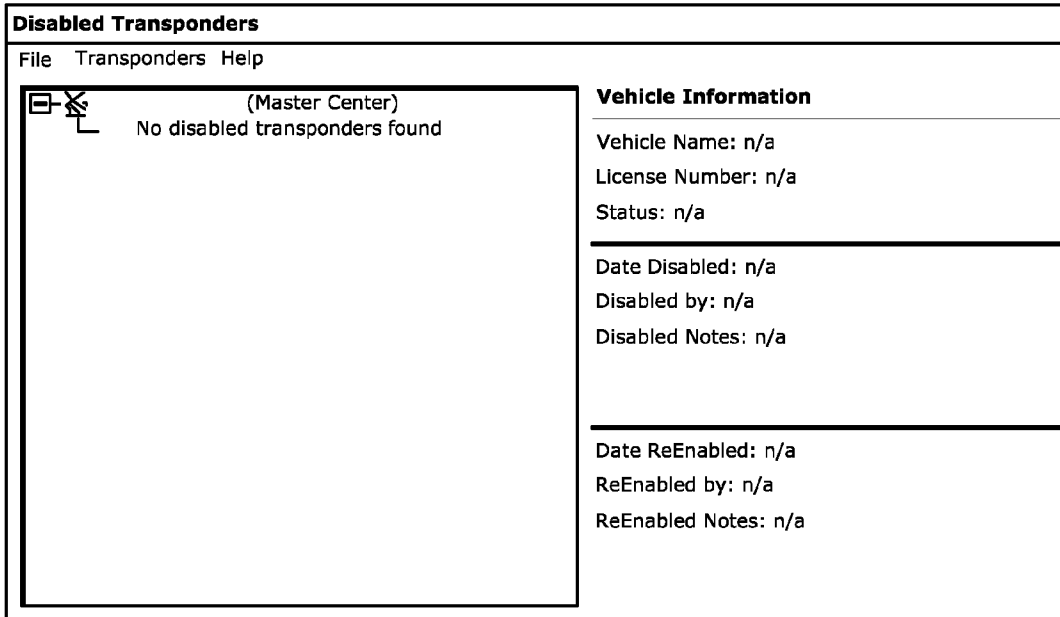 Disabled Transponders
File Transponders Help
(Master Center)
No disabled transponders found
Vehicle Information
Vehicle Name: n/a
License Number: n/a
Status: n/a
Date Disabled: n/a
Disabled by: n/a
Disabled Notes: n/a
Date ReEnabled: n/a
ReEnabled by: n/a
ReEnabled Notes: n/a